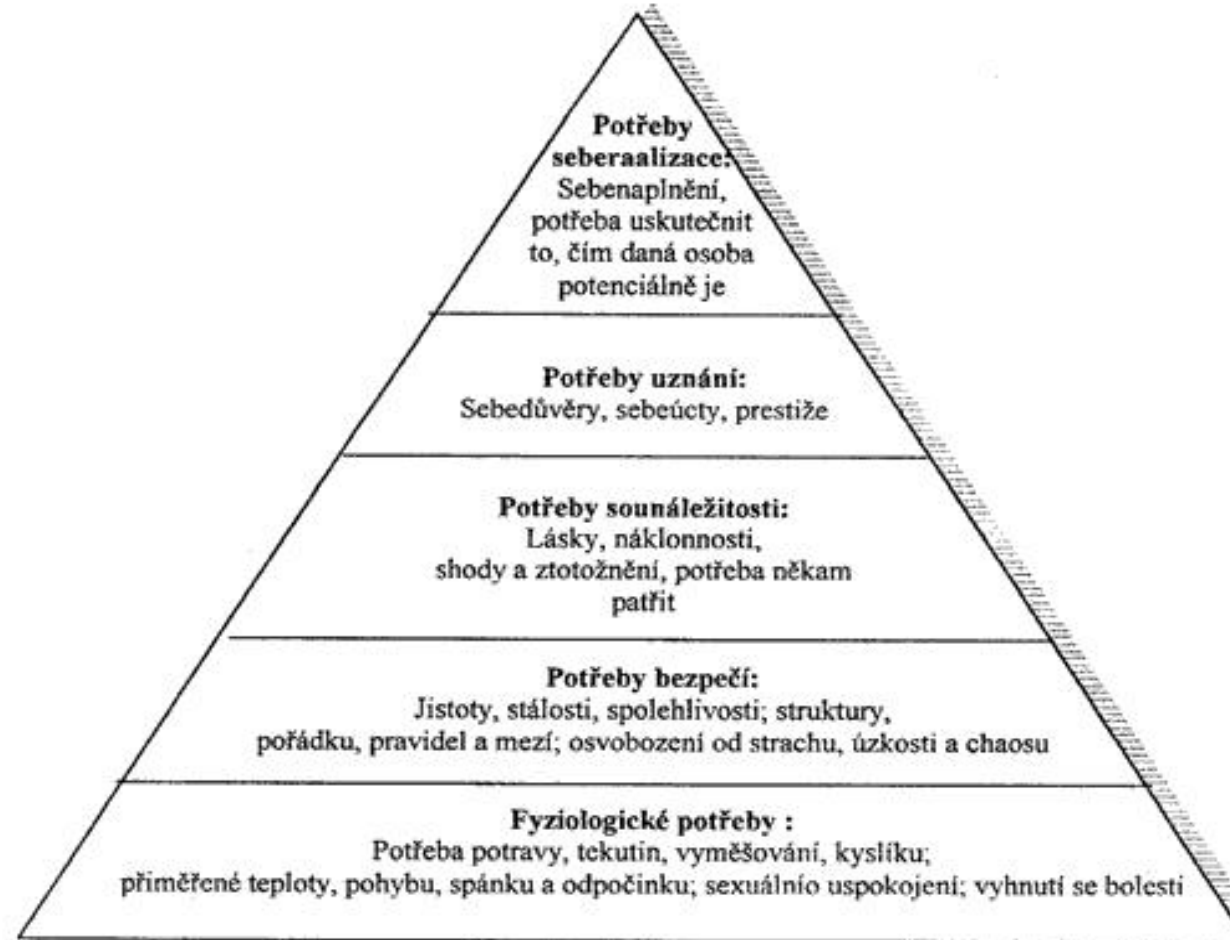 Potřeby
seberaalizace:
Sebenaplnění,
potřeba uskutečnit
to, čím daná osoba
potenciálně je
Potřeby uznání:
Sebedůvěry, sebeúcty, prestiže
Potřeby sounáležitosti:
Lásky, náklonnosti,
shody a ztotožnění, potřeba někam
patřit
Potřeby bezpečí:
Jistoty, stálosti, spolehlivosti; struktury,
pořádku, pravidel a mezí; osvobození od strachu, úzkosti a chaosu
Fyziologické potřeby :
Potřeba potravy, tekutin, vyměšování, kyslíku;
přiměřené teploty, pohybu, spánku a odpočinku; sexuálnío uspokojení; vyhnutí se bolesti